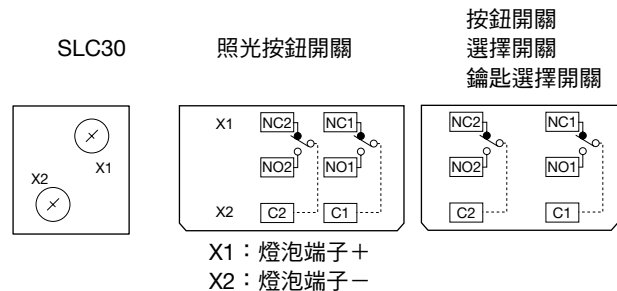 SLC30
照光按鈕開關
按鈕開關
選擇開關
鑰匙選擇開關
X1
X2
X1 NC2 NC1
NO2 NO1
X2 C2 C1
NC2 NC1
NO2 NO1
C2 C1
X1：燈泡端子＋
X2：燈泡端子－